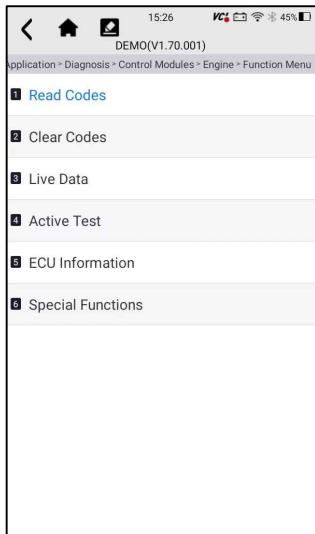 15:26
VCI
45%
DEMO(V1.70.001)
Application > Diagnosis > Control Modules > Engine > Function Menu
1 Read Codes
2 Clear Codes
3 Live Data
4 Active Test
5 ECU Information
6 Special Functions